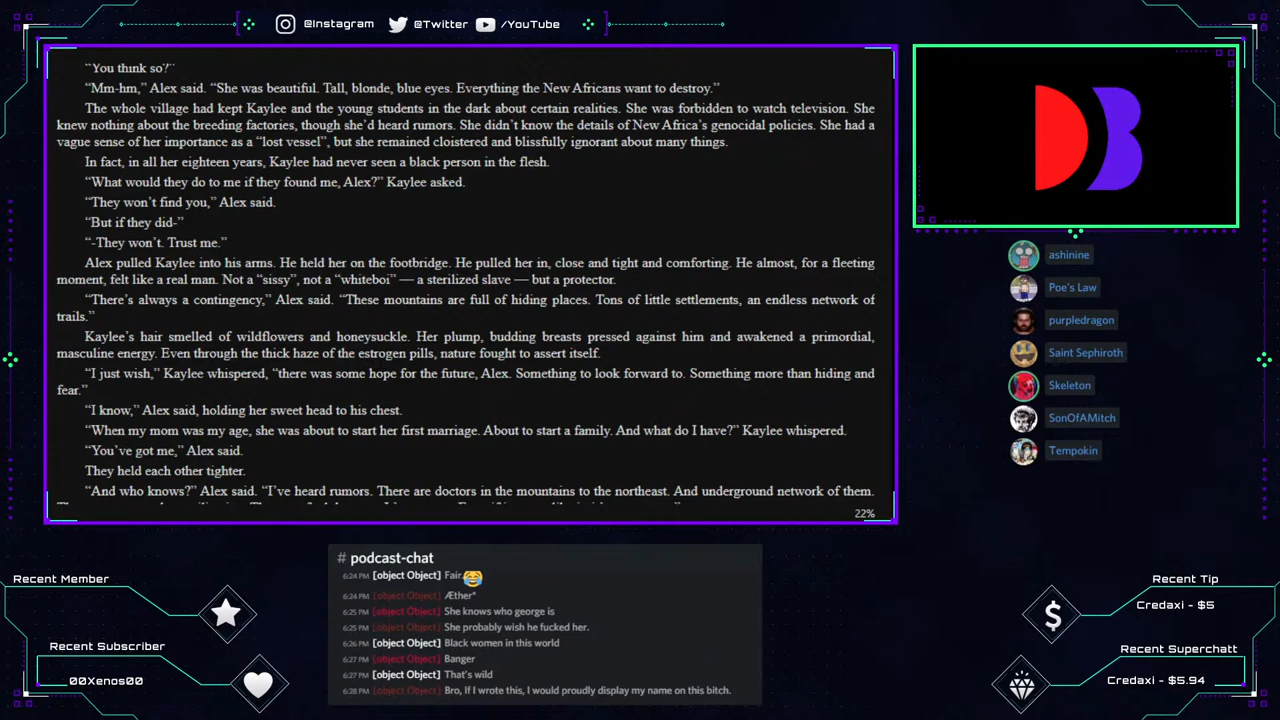 @Instagram @Twitter /YouTube
“You think so?”
“Mm-hm,” Alex said. “She was beautiful. Tall, blonde, blue eyes. Everything the New Africans want to destroy.”
The whole village had kept Kaylee and the young students in the dark about certain realities. She was forbidden to watch television. She
knew nothing about the breeding factories, though she’d heard rumors. She didn’t know the details of New Africa’s genocidal policies. She had a
vague sense of her importance as a “lost vessel”, but she remained cloistered and blissfully ignorant about many things.
In fact, in all her eighteen years, Kaylee had never seen a black person in the flesh.
“What would they do to me if they found me, Alex?” Kaylee asked.
“They won’t find you,” Alex said.
“But if they did-”
“-They won’t. Trust me.”
Alex pulled Kaylee into his arms. He held her on the footbridge. He pulled her in, close and tight and comforting. He almost, for a fleeting
moment, felt like a real man. Not a “sissy”, not a “whiteboi” — a sterilized slave — but a protector.
“There’s always a contingency,” Alex said. “These mountains are full of hiding places. Tons of little settlements, an endless network of
trails.”
Kaylee’s hair smelled of wildflowers and honeysuckle. Her plump, budding breasts pressed against him and awakened a primordial,
masculine energy. Even through the thick haze of the estrogen pills, nature fought to assert itself.
“I just wish,” Kaylee whispered, “there was some hope for the future, Alex. Something to look forward to. Something more than hiding and
fear.”
“I know,” Alex said, holding her sweet head to his chest.
“When my mom was my age, she was about to start her first marriage. About to start a family. And what do I have?” Kaylee whispered.
“You’ve got me,” Alex said.
They held each other tighter.
“And who knows?” Alex said. “I’ve heard rumors. There are doctors in the mountains to the northeast. And underground network of them.
22%
DB
ashinine
Poe's Law
purpledragon
Saint Sephiroth
Skeleton
SonOfAMitch
Tempokin
# podcast-chat
6:24 PM [object Object] Fair 😂
6:24 PM [object Object] Æther*
6:25 PM [object Object] She knows who george is
6:25 PM [object Object] She probably wish he fucked her.
6:26 PM [object Object] Black women in this world
6:27 PM [object Object] Banger
6:27 PM [object Object] That's wild
6:28 PM [object Object] Bro, If I wrote this, I would proudly display my name on this bitch.
Recent Member
Recent Subscriber
00Xenos00
Recent Tip
Credaxi - $5
$
Recent Superchatt
Credaxi - $5.94